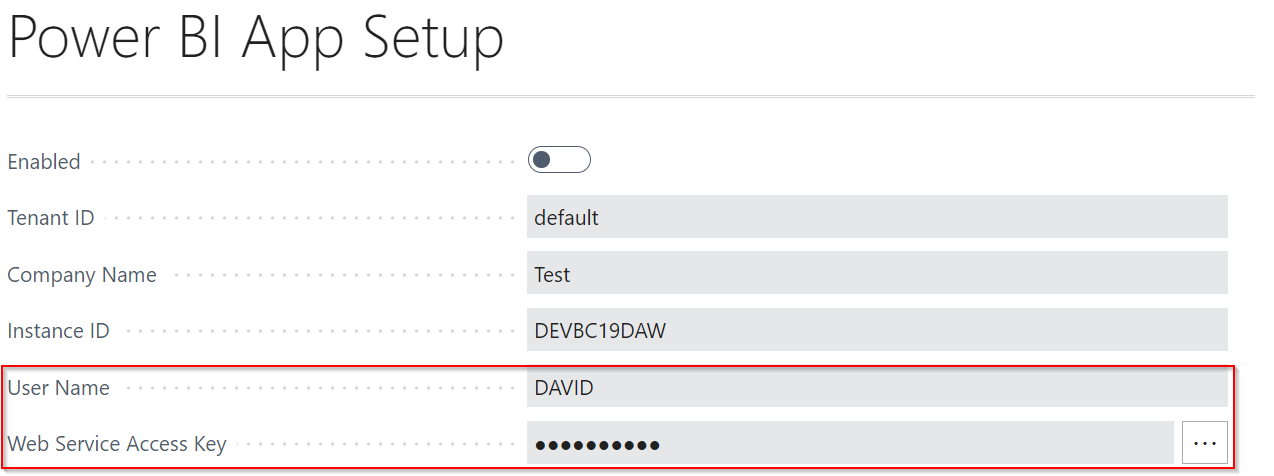 Power BI App Setup
Enabled
Tenant ID default
Company Name Test
Instance ID DEVBC19DAW
User Name DAVID
Web Service Access Key ●●●●●●●●●● ...